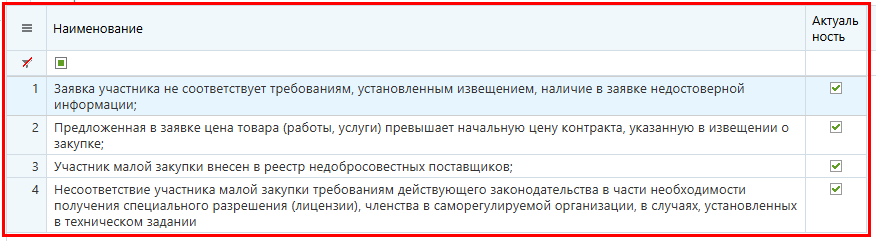 Наименование
Актуаль
ность
1 Заявка участника не соответствует требованиям, установленным извещением, наличие в заявке недостоверной
информации;
2 Предложенная в заявке цена товара (работы, услуги) превышает начальную цену контракта, указанную в извещении о
закупке;
3 Участник малой закупки внесен в реестр недобросовестных поставщиков;
4 Несоответствие участника малой закупки требованиям действующего законодательства в части необходимости
получения специального разрешения (лицензии), членства в саморегулируемой организации, в случаях, установленных
в техническом задании